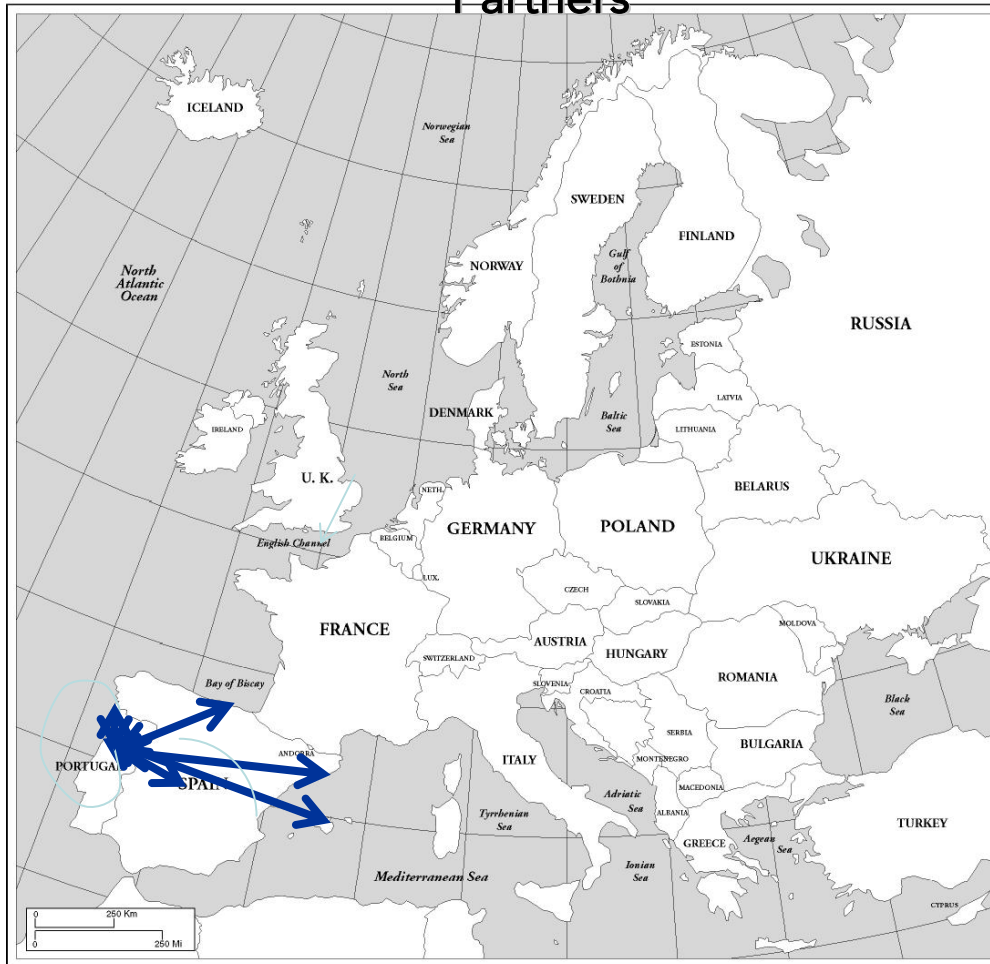 Partners
ICELAND
Norwegian
Sea
SWEDEN
FINLAND
NORWAY
Gulf
of
Bothnia
North
Atlantic
Ocean
RUSSIA
ESTONIA
North
Sea
LATVIA
DENMARK
Baltic
Sea
IRELAND
LITHUANIA
U. K.
NETH.
BELARUS
GERMANY
POLAND
English Channel
BELGIUM
UKRAINE
LUX.
CZECH
SLOVAKIA
MOLDOVA
FRANCE
AUSTRIA
HUNGARY
SWITZERLAND
ROMANIA
Bay of Biscay
SLOVENIA
CROATIA
Black
Sea
SERBIA
BULGARIA
ANDORRA
ITALY
MONTENEGRO
PORTUGAL
SPAIN
MACEDONIA
Adriatic
Sea
ALBANIA
Tyrrhenian
Sea
TURKEY
GREECE
Aegean
Sea
Ionian
Sea
Mediterranean Sea
CYPRUS
0 250 Km
0 250 Mi